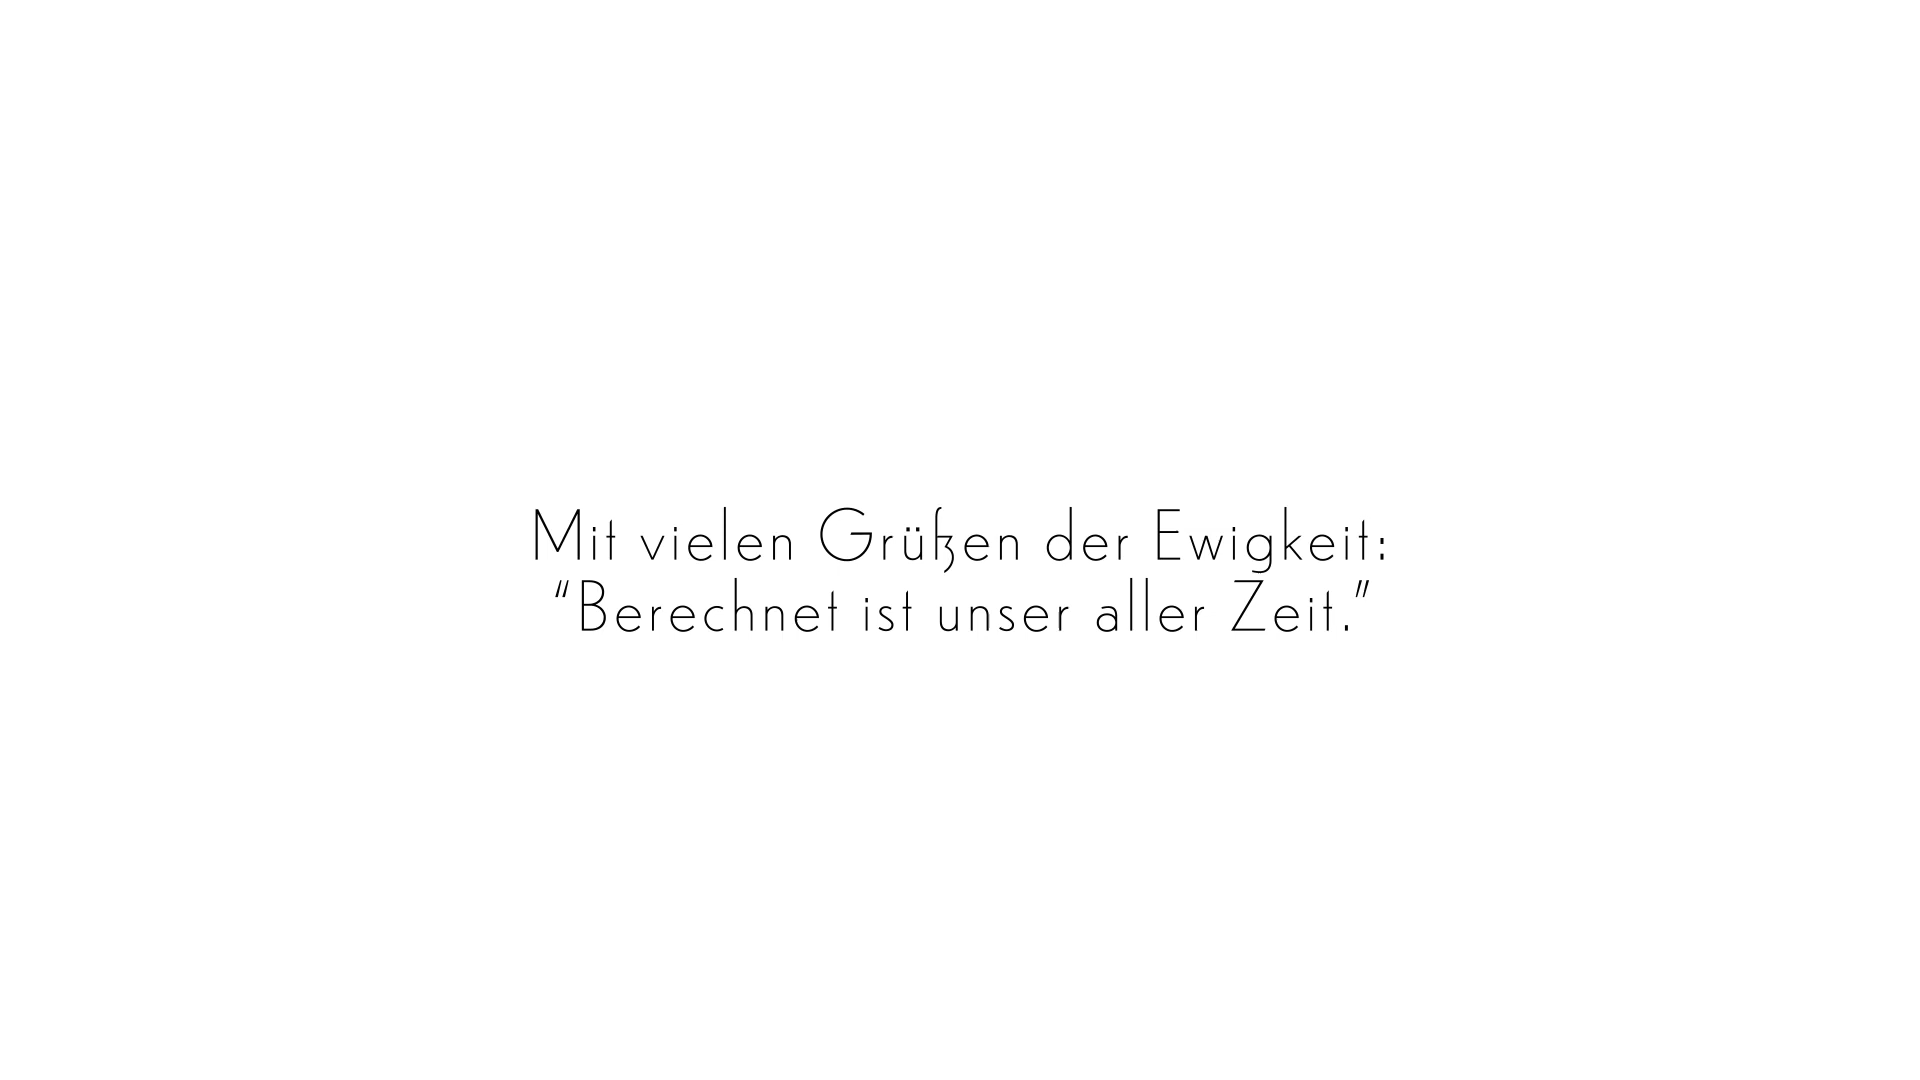 Mit vielen Grüßen der Ewigkeit:
“Berechnet ist unser aller Zeit.”